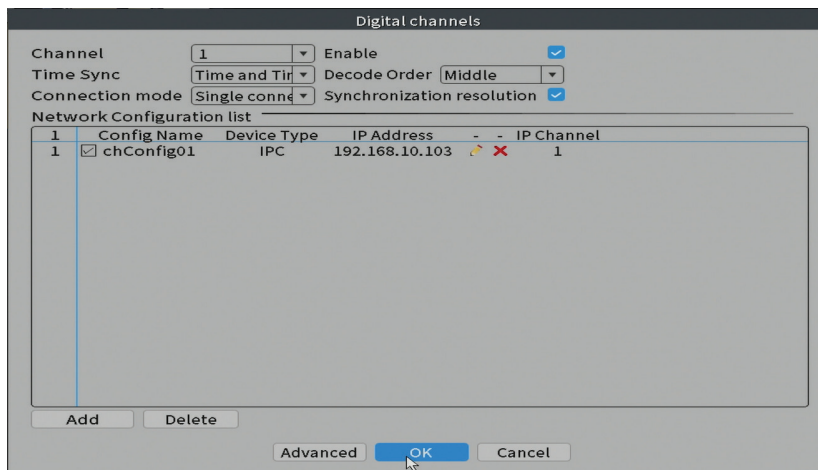 Digital channels
Channel 1 Enable
Time Sync Time and Tir Decode Order Middle
Connection mode Single conne Synchronization resolution
Network Configuration list
1 Config Name Device Type IP Address - - IP Channel
1 chConfig01 IPC 192.168.10.103 1
Add Delete
Advanced OK Cancel